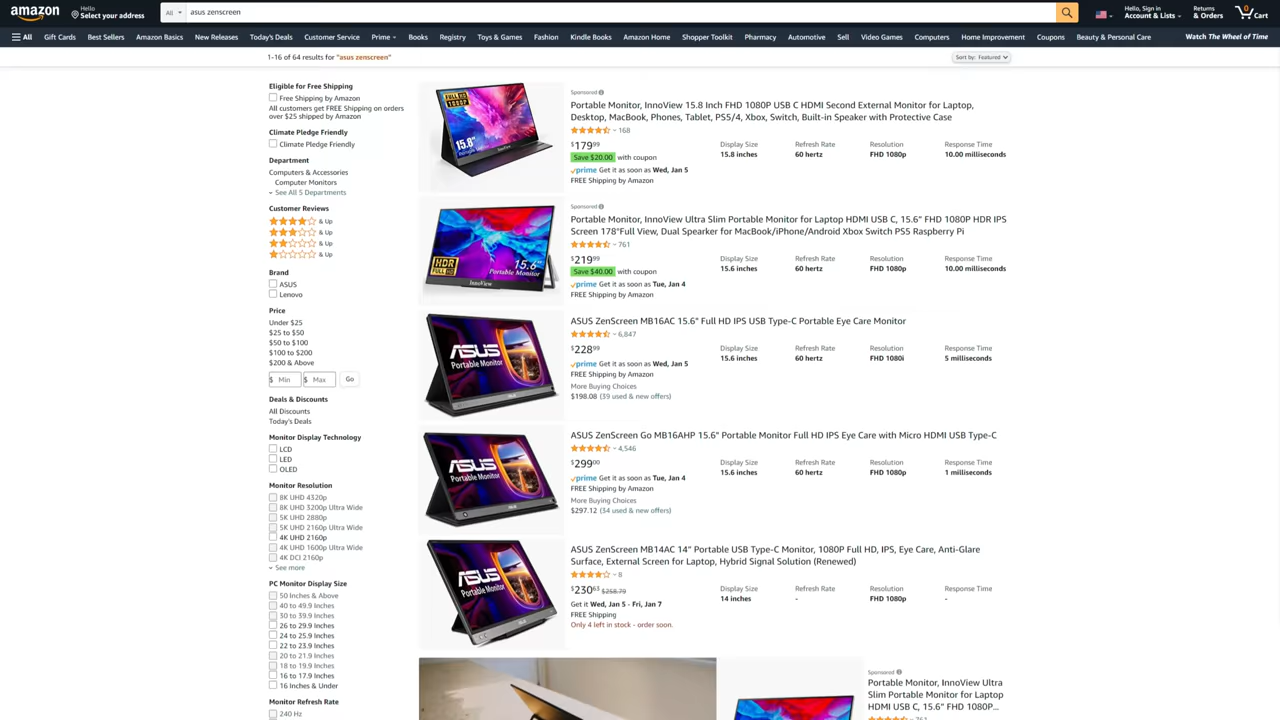 amazon
Hello
Select your address
All
asus zenscreen
Hello, Sign in
Account & Lists
Returns
& Orders
0
Cart
All
Gift Cards
Best Sellers
Amazon Basics
New Releases
Today's Deals
Customer Service
Prime
Books
Registry
Toys & Games
Fashion
Kindle Books
Amazon Home
Shopper Toolkit
Pharmacy
Automotive
Sell
Video Games
Computers
Home Improvement
Coupons
Beauty & Personal Care
Watch The Wheel of Time
1-16 of 64 results for "asus zenscreen"
Sort by: Featured
Eligible for Free Shipping
Free Shipping by Amazon
All customers get FREE Shipping on orders
over $25 shipped by Amazon
Climate Pledge Friendly
Climate Pledge Friendly
Department
Computers & Accessories
Computer Monitors
See All 5 Departments
Customer Reviews
& Up
& Up
& Up
& Up
Brand
ASUS
Lenovo
Price
Under $25
$25 to $50
$50 to $100
$100 to $200
$200 & Above
$ Min
$ Max
Go
Deals & Discounts
All Discounts
Today's Deals
Monitor Display Technology
LCD
LED
OLED
Monitor Resolution
8K UHD 4320p
8K UHD 3200p Ultra Wide
5K UHD 2880p
5K UHD 2160p Ultra Wide
4K UHD 2160p
4K UHD 1600p Ultra Wide
4K DCI 2160p
See more
PC Monitor Display Size
50 Inches & Above
40 to 49.9 Inches
30 to 39.9 Inches
26 to 29.9 Inches
24 to 25.9 Inches
22 to 23.9 Inches
20 to 21.9 Inches
18 to 19.9 Inches
16 to 17.9 Inches
16 Inches & Under
Monitor Refresh Rate
240 Hz
FULL HD
1080P
15.8"
Sponsored
Portable Monitor, InnoView 15.8 Inch FHD 1080P USB C HDMI Second External Monitor for Laptop,
Desktop, MacBook, Phones, Tablet, PS5/4, Xbox, Switch, Built-in Speaker with Protective Case
168
$179.99
Save $20.00 with coupon
prime Get it as soon as Wed, Jan 5
FREE Shipping by Amazon
Display Size
15.8 inches
Refresh Rate
60 hertz
Resolution
FHD 1080p
Response Time
10.00 milliseconds
HDR
FULL HD
15.6"
Portable Monitor
InnoView
Sponsored
Portable Monitor, InnoView Ultra Slim Portable Monitor for Laptop HDMI USB C, 15.6" FHD 1080P HDR IPS
Screen 178°Full View, Dual Spearker for MacBook/iPhone/Android Xbox Switch PS5 Raspberry Pi
761
$219.99
Save $40.00 with coupon
prime Get it as soon as Tue, Jan 4
FREE Shipping by Amazon
Display Size
15.6 inches
Refresh Rate
60 hertz
Resolution
FHD 1080p
Response Time
10.00 milliseconds
ASUS
Portable Monitor
ASUS ZenScreen MB16AC 15.6" Full HD IPS USB Type-C Portable Eye Care Monitor
6,847
$228.99
prime Get it as soon as Wed, Jan 5
FREE Shipping by Amazon
More Buying Choices
$198.08 (39 used & new offers)
Display Size
15.6 inches
Refresh Rate
60 hertz
Resolution
FHD 1080i
Response Time
5 milliseconds
ASUS
Portable Monitor
ASUS ZenScreen Go MB16AHP 15.6" Portable Monitor Full HD IPS Eye Care with Micro HDMI USB Type-C
4,546
$299.00
prime Get it as soon as Tue, Jan 4
FREE Shipping by Amazon
More Buying Choices
$297.12 (34 used & new offers)
Display Size
15.6 inches
Refresh Rate
60 hertz
Resolution
FHD 1080p
Response Time
1 milliseconds
ASUS
Portable Monitor
ASUS ZenScreen MB14AC 14" Portable USB Type-C Monitor, 1080P Full HD, IPS, Eye Care, Anti-Glare
Surface, External Screen for Laptop, Hybrid Signal Solution (Renewed)
8
$230.63 $258.79
Get it Wed, Jan 5 - Fri, Jan 7
FREE Shipping
Only 4 left in stock - order soon.
Display Size
14 inches
Refresh Rate
-
Resolution
FHD 1080p
Response Time
-
Sponsored
Portable Monitor, InnoView Ultra
Slim Portable Monitor for Laptop
HDMI USB C, 15.6" FHD 1080P...
761